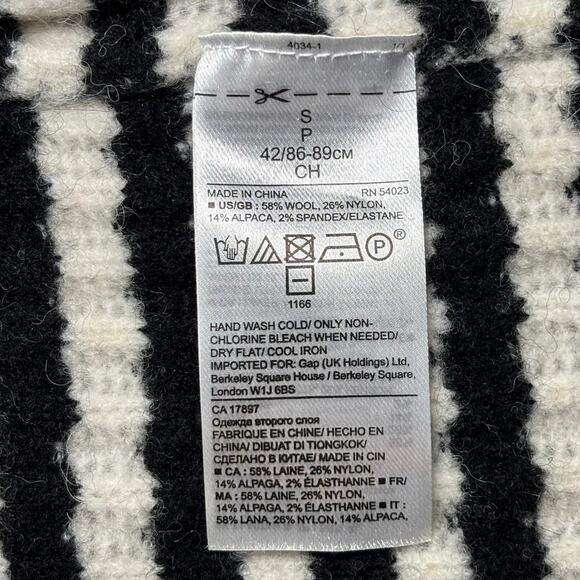 4034-1 1/7
S
P
42/86-89см
CH
MADE IN CHINA RN 54023
■ US/GB : 58% WOOL, 26% NYLON,
14% ALPACA, 2% SPANDEX/ELASTANE
P ®
1166
HAND WASH COLD/ ONLY NON-
CHLORINE BLEACH WHEN NEEDED/
DRY FLAT/ COOL IRON
IMPORTED FOR: Gap (UK Holdings) Ltd,
Berkeley Square House / Berkeley Square,
London W1J 6BS
CA 17897
Одежда второго слоя
FABRIQUE EN CHINE/ HECHO EN
CHINA/ DIBUAT DI TIONGKOK/
СДЕЛАНО В КИТАЕ/ MADE IN CIN
■ CA : 58% LAINE, 26% NYLON,
14% ALPAGA, 2% ÉLASTHANNE ■ FR/
MA : 58% LAINE, 26% NYLON,
14% ALPAGA, 2% ÉLASTHANNE ■ IT :
58% LANA, 26% NYLON, 14% ALPACA,